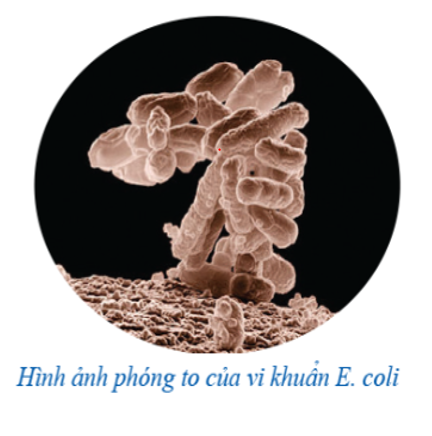 Hình ảnh phóng to của vi khuẩn E. coli